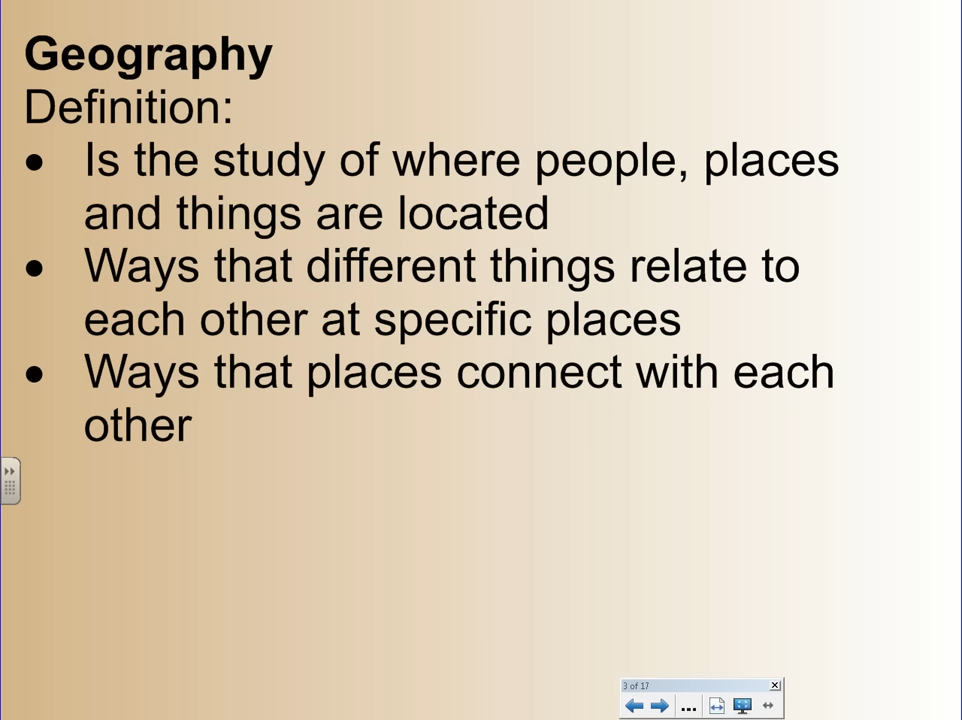 Geography
Definition:
• Is the study of where people, places
and things are located
• Ways that different things relate to
each other at specific places
• Ways that places connect with each
other
3 of 17